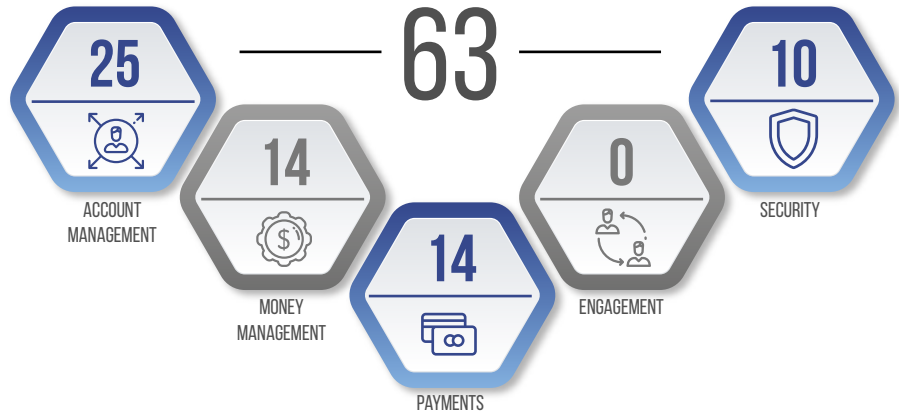 63
25
ACCOUNT
MANAGEMENT
14
$
MONEY
MANAGEMENT
14
PAYMENTS
0
ENGAGEMENT
10
SECURITY